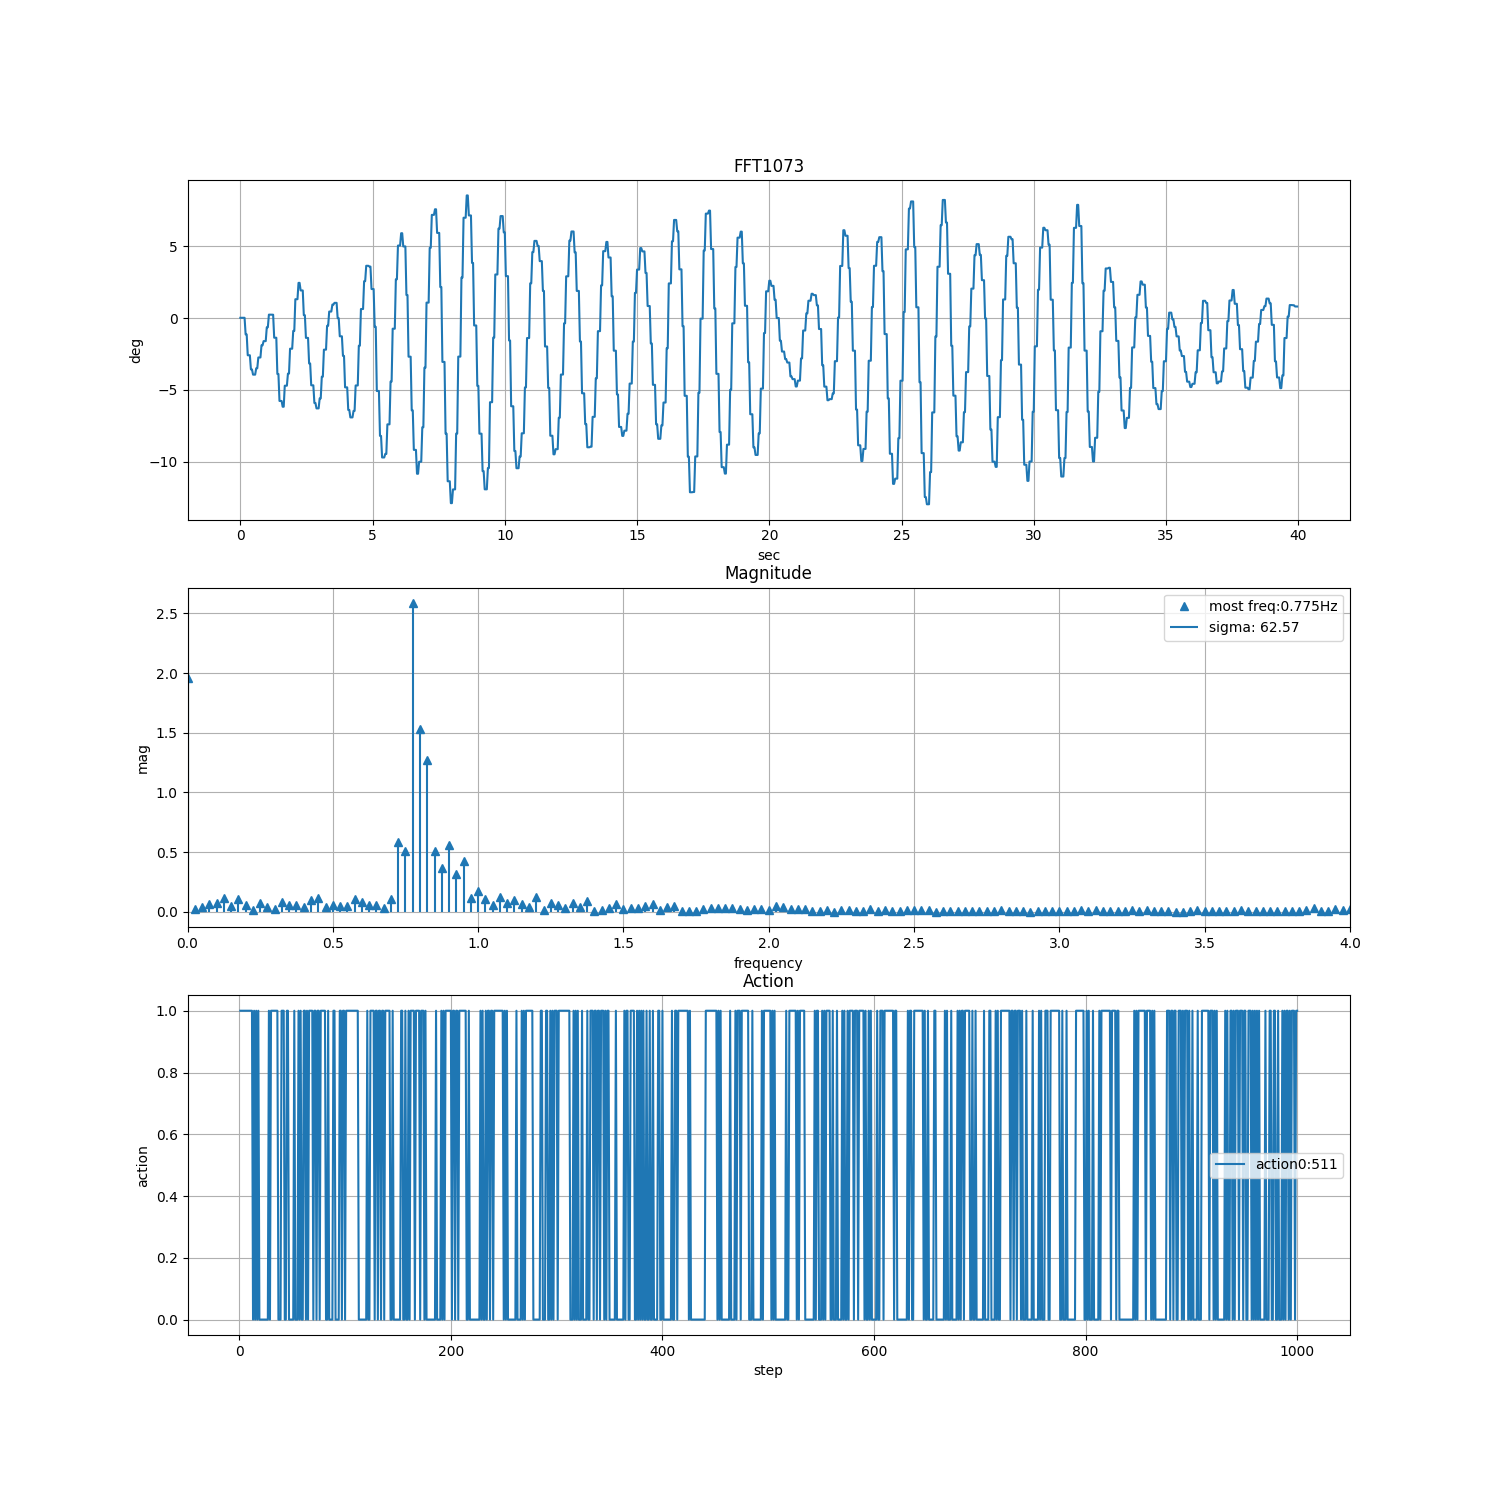 FFT1073
5
0
−5
−10
deg
0 5 10 15 20 25 30 35 40
sec
Magnitude
most freq:0.775Hz
sigma: 62.57
2.5
2.0
1.5
1.0
0.5
0.0
mag
0.0 0.5 1.0 1.5 2.0 2.5 3.0 3.5 4.0
frequency
Action
1.0
0.8
0.6
0.4
0.2
0.0
action
action0:511
0 200 400 600 800 1000
step